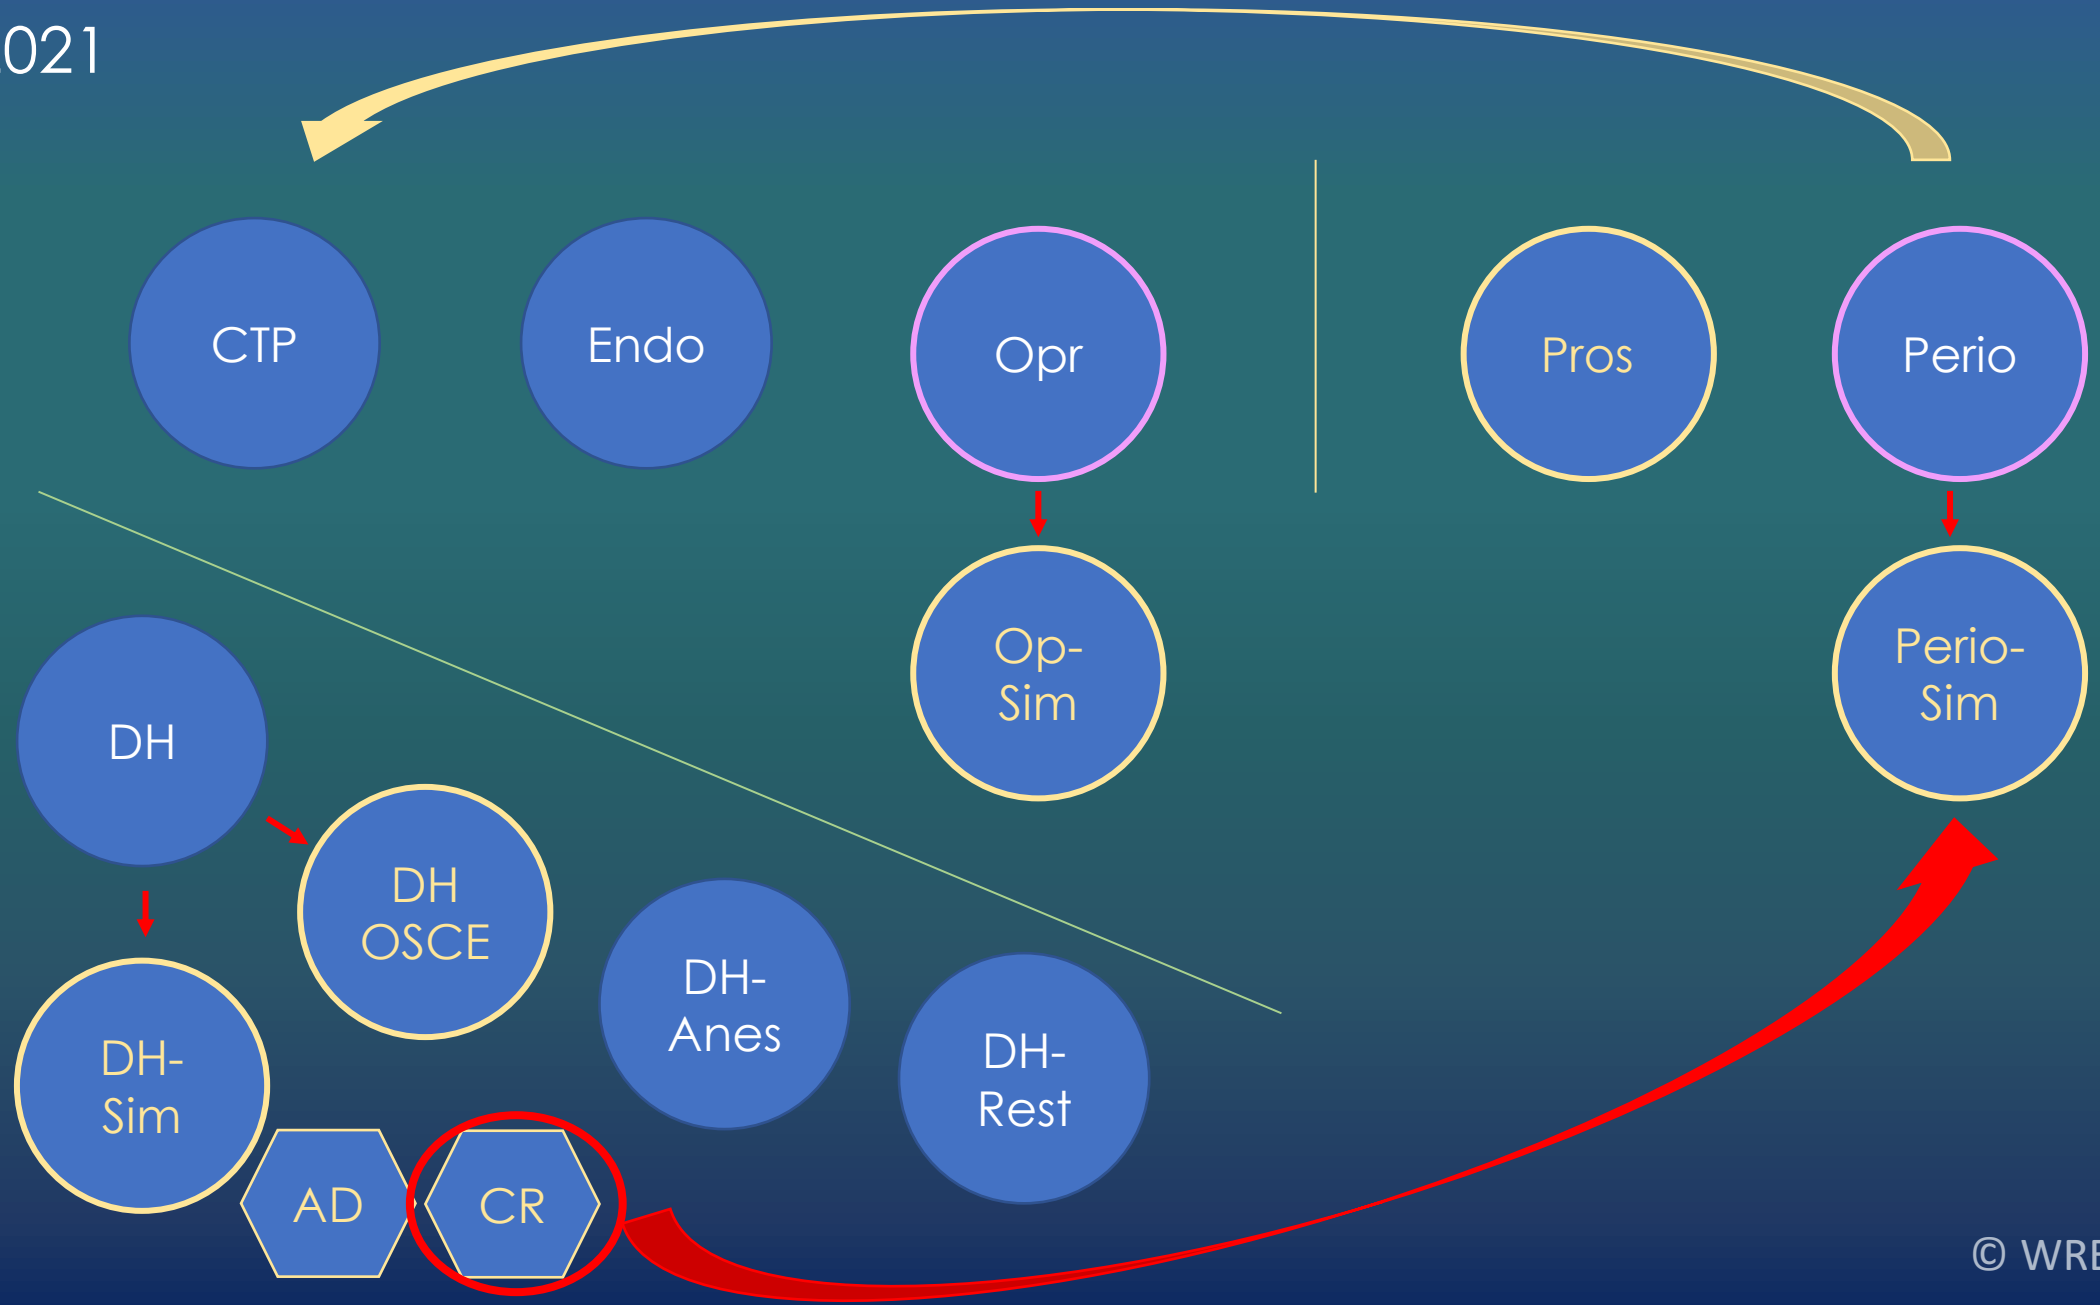 021
CTP
Endo
Opr
Pros
Perio
Op-
Sim
Perio-
Sim
DH
DH
OSCE
DH-
Anes
DH-
Rest
DH-
Sim
AD
CR
© WRE